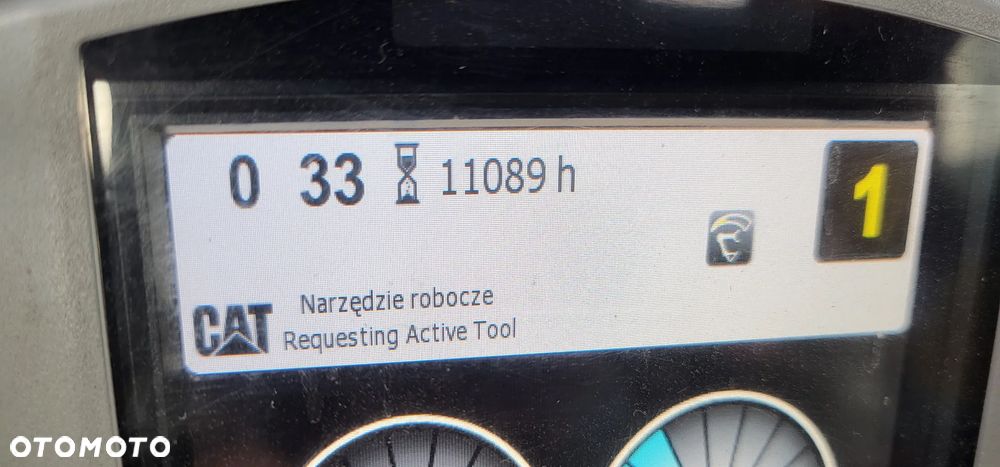 0 33 11089 h
1
Narzędzie robocze
CAT
Requesting Active Tool
OTOMOTO